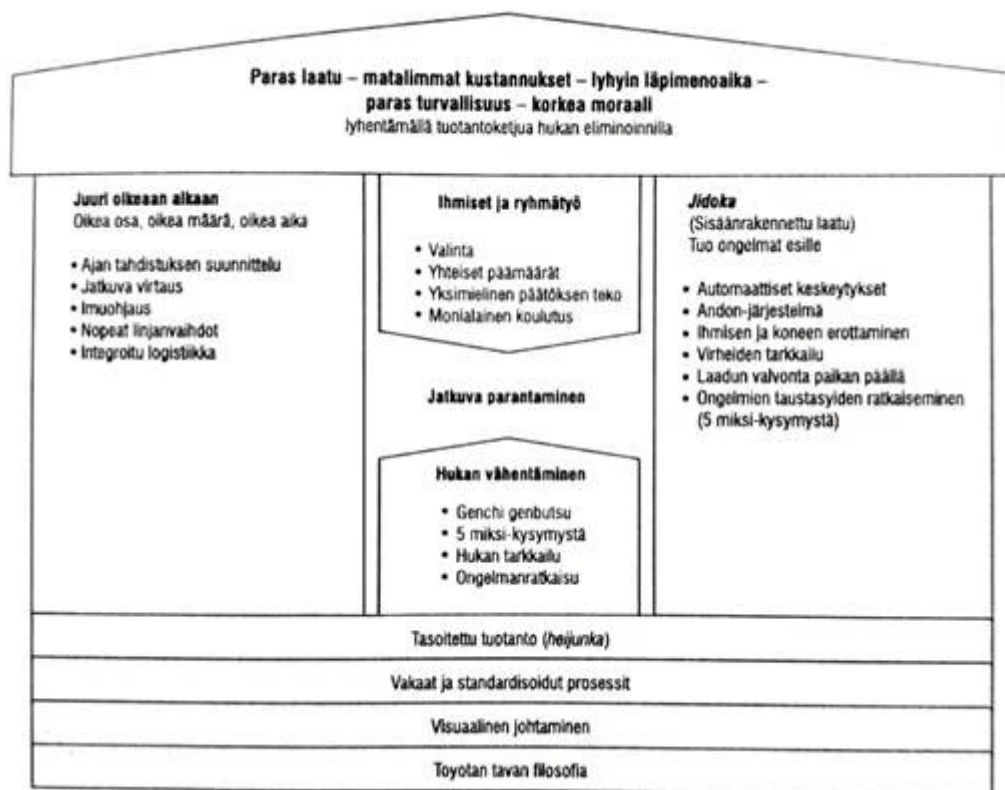 Paras laatu – matalimmat kustannukset – lyhyin läpimenoaika –
paras turvallisuus – korkea moraali
lyhentämällä tuotantoketjua hukan eliminoinnilla
Juuri oikeaan aikaan
Oikea osa, oikea määrä, oikea aika
• Ajan tahdistuksen suunnittelu
• Jatkuva virtaus
• Imuohjaus
• Nopeat linjanvaihdot
• Integroitu logistiikka
Ihmiset ja ryhmätyö
• Valinta
• Yhteiset päämäärät
• Yksimielinen päätöksen teko
• Monialainen koulutus
Jatkuva parantaminen
Hukan vähentäminen
• Genchi genbutsu
• 5 miksi-kysymystä
• Hukan tarkkailu
• Ongelmanratkaisu
Jidoka
(Sisäänrakennettu laatu)
Tuo ongelmat esille
• Automaattiset keskeytykset
• Andon-järjestelmä
• Ihmisen ja koneen erottaminen
• Virheiden tarkkailu
• Laadun valvonta paikan päällä
• Ongelmien taustasyiden ratkaiseminen
(5 miksi-kysymystä)
Tasoitettu tuotanto (heijunka)
Vakaat ja standardisoidut prosessit
Visuaalinen johtaminen
Toyotan tavan filosofia